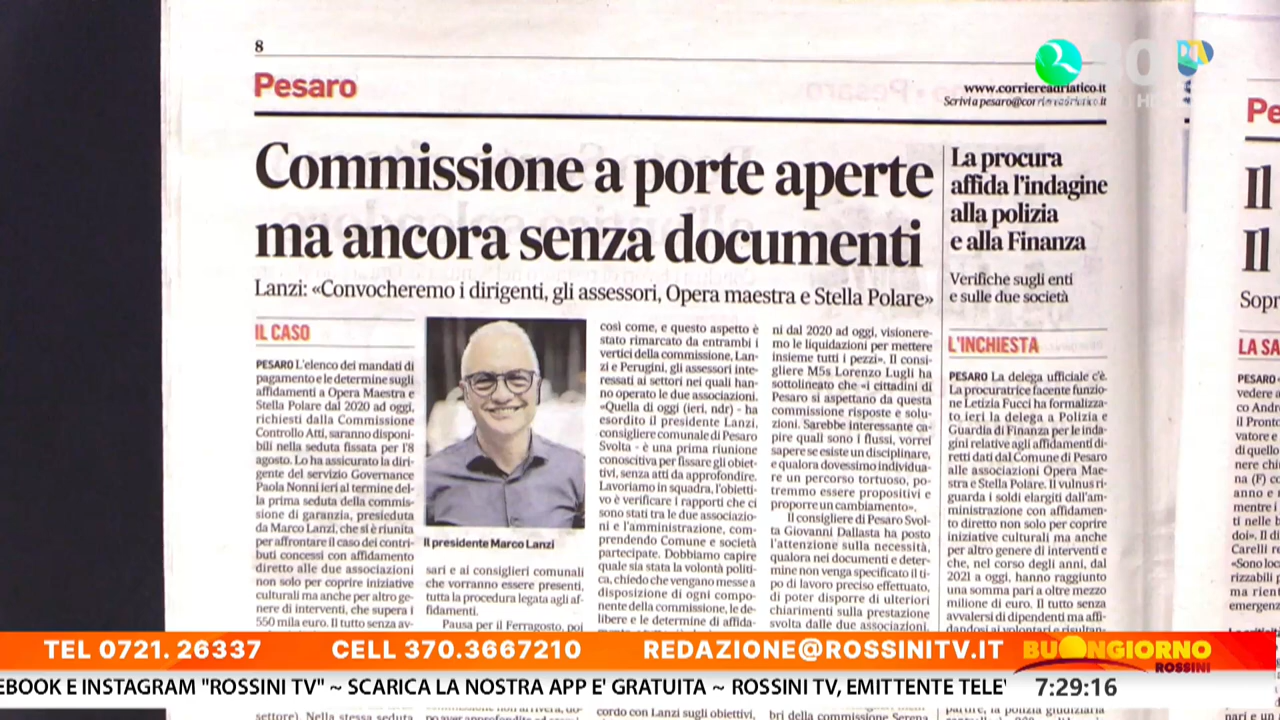 8
Pesaro
www.corriereadriatico.it
Scrivi a pesaro@corriereadriatico.it
Commissione a porte aperte
ma ancora senza documenti
Lanzi: «Convocheremo i dirigenti, gli assessori, Opera maestra e Stella Polare»
IL CASO
PESARO L'elenco dei mandati di
pagamento e le determine sugli
affidamenti a Opera Maestra e
Stella Polare dal 2020 ad oggi,
richiesti dalla Commissione
Controllo Atti, saranno disponi-
bili nella seduta fissata per l'8
agosto. Lo ha assicurato la diri-
gente del servizio Governance
Paola Nonni ieri al termine del-
la prima seduta della commis-
sione di garanzia, presieduta
da Marco Lanzi, che si è riunita
per affrontare il caso dei contri-
buti concessi con affidamento
diretto alle due associazioni
non solo per coprire iniziative
culturali ma anche per altro ge-
nere di interventi, che supera i
550 mila euro. Il tutto senza av-
Il presidente Marco Lanzi
sari e ai consiglieri comunali
che vorranno essere presenti,
tutta la procedura legata agli af-
fidamenti.
Pausa per il Ferragosto, poi
così come, e questo aspetto è
stato rimarcato da entrambi i
vertici della commissione, Lan-
zi e Perugini, gli assessori inte-
ressati ai settori nei quali han-
no operato le due associazioni.
«Quella di oggi (ieri, ndr) - ha
esordito il presidente Lanzi,
consigliere comunale di Pesaro
Svolta - è una prima riunione
conoscitiva per fissare gli obiet-
tivi, senza atti da approfondire.
Lavoriamo in squadra, l'obietti-
vo è verificare i rapporti che ci
sono stati tra le due associazio-
ni e l'amministrazione, com-
prendendo Comune e società
partecipate. Dobbiamo capire
quale sia stata la volontà politi-
ca, chiedo che vengano messe a
disposizione di ogni compo-
nente della commissione, le de-
libere e le determine di affida-
ni dal 2020 ad oggi, visionere-
mo le liquidazioni per mettere
insieme tutti i pezzi». Il consi-
gliere M5s Lorenzo Lugli ha
sottolineato che «i cittadini di
Pesaro si aspettano da questa
commissione risposte e solu-
zioni. Sarebbe interessante ca-
pire quali sono i flussi, vorrei
sapere se esiste un disciplinare,
e qualora dovessimo individua-
re un percorso tortuoso, po-
tremmo essere propositivi e
proporre un cambiamento».
Il consigliere di Pesaro Svol-
ta Giovanni Dallasta ha posto
l'attenzione sulla necessità,
qualora nei documenti e deter-
mine non venga specificato il ti-
po di lavoro preciso effettuato,
di poter disporre di ulteriori
chiarimenti sulla prestazione
svolta dalle due associazioni.
La procura
affida l'indagine
alla polizia
e alla Finanza
Verifiche sugli enti
e sulle due società
L'INCHIESTA
PESARO La delega ufficiale c'è.
La procuratrice facente funzio-
ne Letizia Fucci ha formalizza-
to ieri la delega a Polizia e
Guardia di Finanza per le inda-
gini relative agli affidamenti di-
retti dati dal Comune di Pesaro
alle associazioni Opera Mae-
stra e Stella Polare. Il vulnus ri-
guarda i soldi elargiti dall'am-
ministrazione con affidamen-
to diretto non solo per coprire
iniziative culturali ma anche
per altro genere di interventi e
che, nel corso degli anni, dal
2021 a oggi, hanno raggiunto
una somma pari a oltre mezzo
milione di euro. Il tutto senza
avvalersi di dipendenti ma affi-
Pe
Il
Il
Sopr
LA SA
TEL 0721. 26337 CELL 370.3667210 REDAZIONE@ROSSINITV.IT
BUONGIORNO
ROSSINI
EBOOK E INSTAGRAM "ROSSINI TV" ~ SCARICA LA NOSTRA APP E' GRATUITA ~ ROSSINI TV, EMITTENTE TELE'
7:29:16
settore). Nella stessa seduta
cordo con Lanzi sugli obiettivi,
bri della commissione Serena